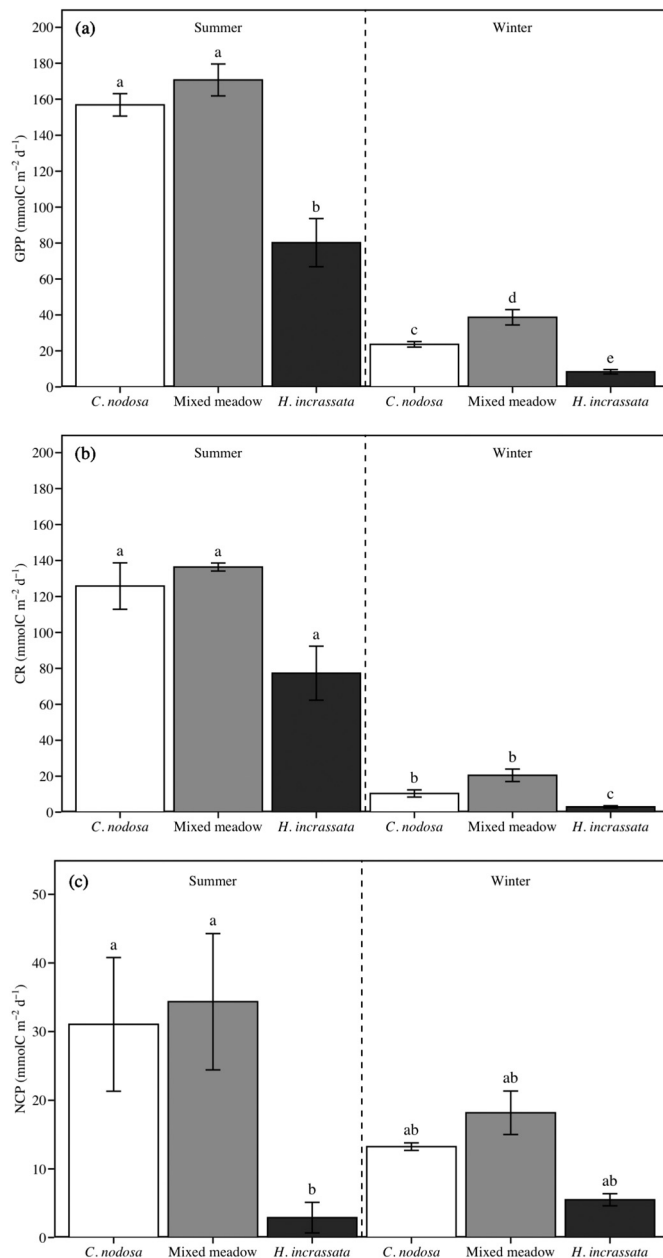 (a)
Summer
Winter
200
180
160
140
120
100
80
60
40
20
0
GPP (mmolC m⁻² d⁻¹)
a
a
b
c
d
e
C. nodosa
Mixed meadow
H. incrassata
C. nodosa
Mixed meadow
H. incrassata
(b)
Summer
Winter
200
180
160
140
120
100
80
60
40
20
0
CR (mmolC m⁻² d⁻¹)
a
a
a
b
b
c
C. nodosa
Mixed meadow
H. incrassata
C. nodosa
Mixed meadow
H. incrassata
(c)
Summer
Winter
50
40
30
20
10
0
NCP (mmolC m⁻² d⁻¹)
a
a
b
ab
ab
ab
C. nodosa
Mixed meadow
H. incrassata
C. nodosa
Mixed meadow
H. incrassata